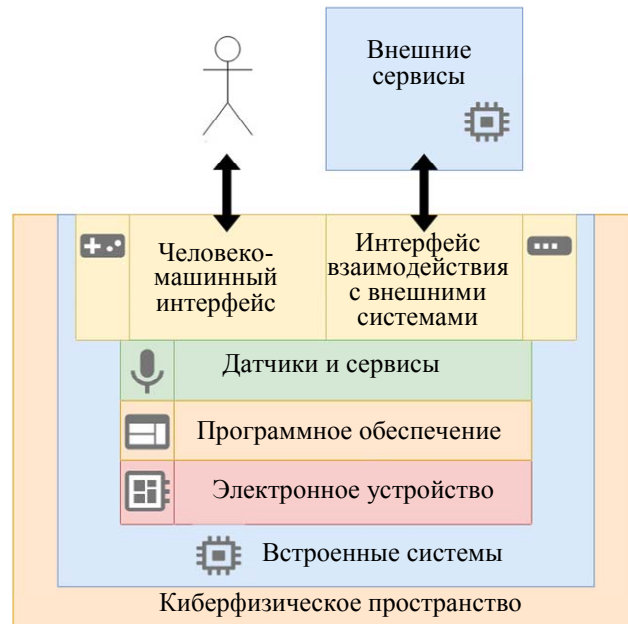 Внешние
сервисы
Человеко-
машинный
интерфейс
Интерфейс
взаимодействия
с внешними
системами
Датчики и сервисы
Программное обеспечение
Электронное устройство
Встроенные системы
Киберфизическое пространство